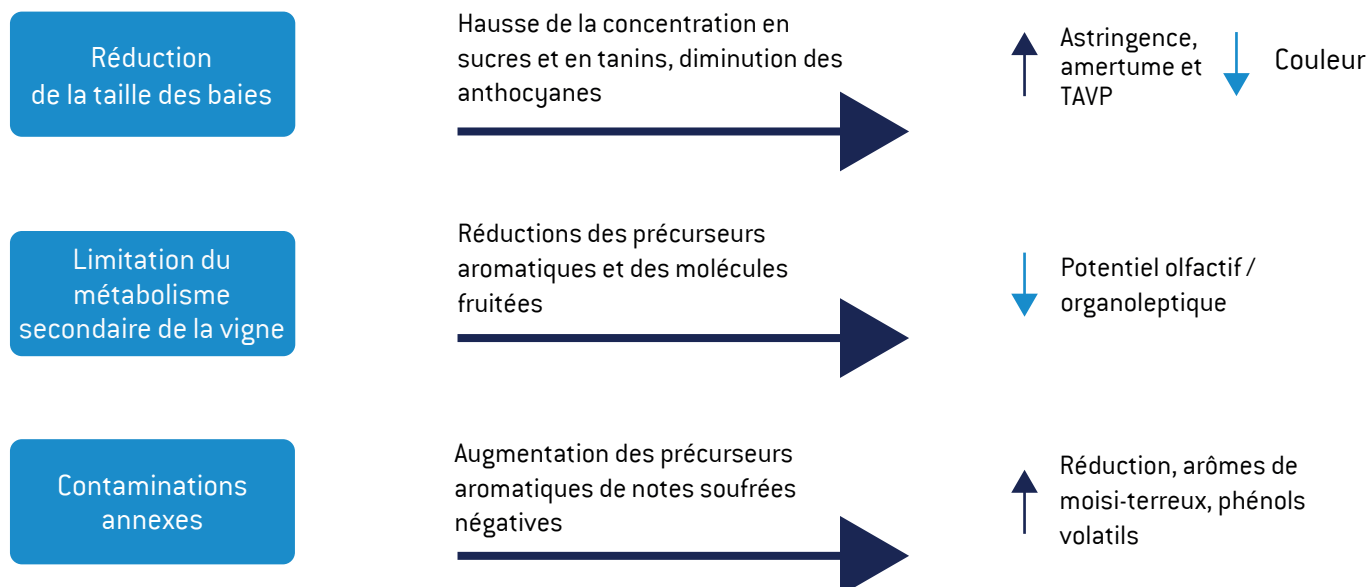 Réduction
de la taille des baies
Hausse de la concentration en
sucres et en tanins, diminution des
anthocyanes
Astringence,
amertume et
TAVP
Couleur
Limitation du
métabolisme
secondaire de la vigne
Réductions des précurseurs
aromatiques et des molécules
fruitées
Potentiel olfactif /
organoleptique
Contaminations
annexes
Augmentation des précurseurs
aromatiques de notes soufrées
négatives
Réduction, arômes de
moisi-terreux, phénols
volatils